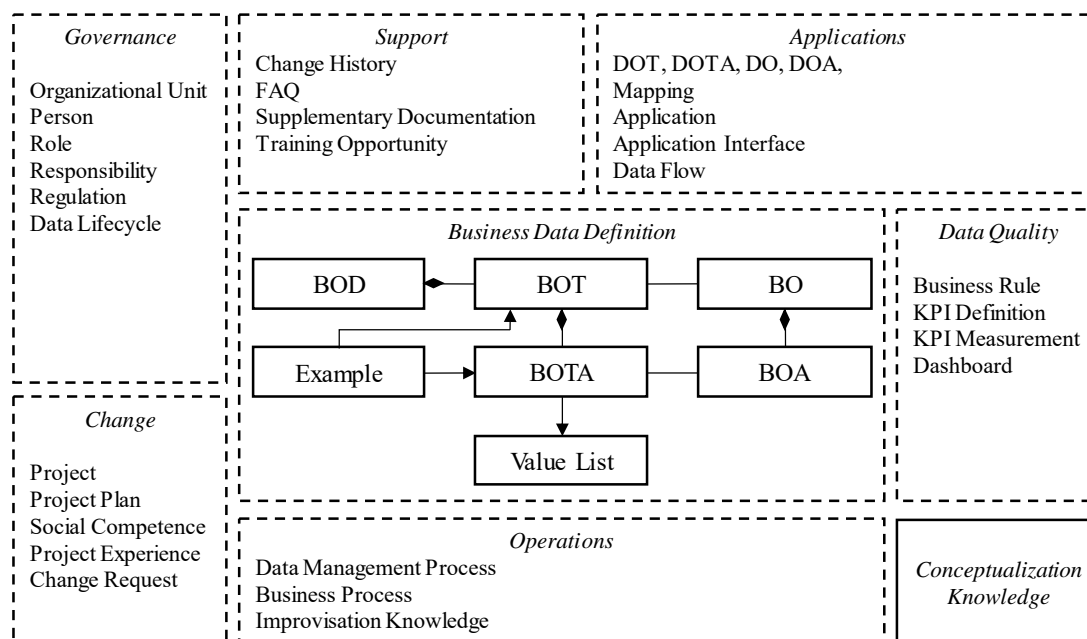 Governance
Organizational Unit
Person
Role
Responsibility
Regulation
Data Lifecycle
Support
Change History
FAQ
Supplementary Documentation
Training Opportunity
Applications
DOT, DOTA, DO, DOA,
Mapping
Application
Application Interface
Data Flow
Business Data Definition
BOD
BOT
BO
Example
BOTA
BOA
Value List
Data Quality
Business Rule
KPI Definition
KPI Measurement
Dashboard
Change
Project
Project Plan
Social Competence
Project Experience
Change Request
Operations
Data Management Process
Business Process
Improvisation Knowledge
Conceptualization
Knowledge